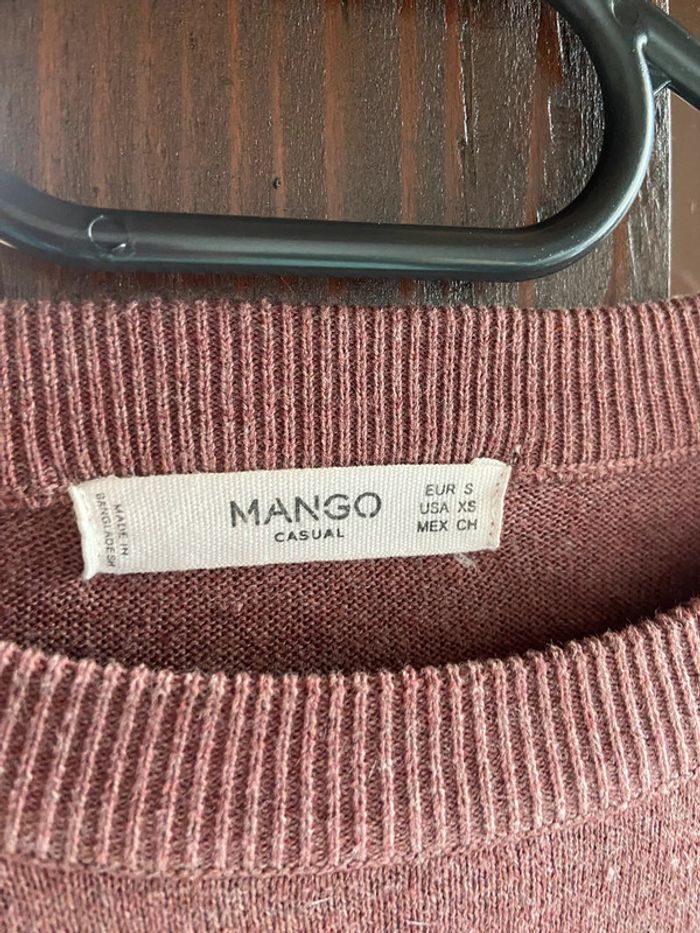 MADE IN
BANGLADESH
MANGO
CASUAL
EUR S
USA XS
MEX CH